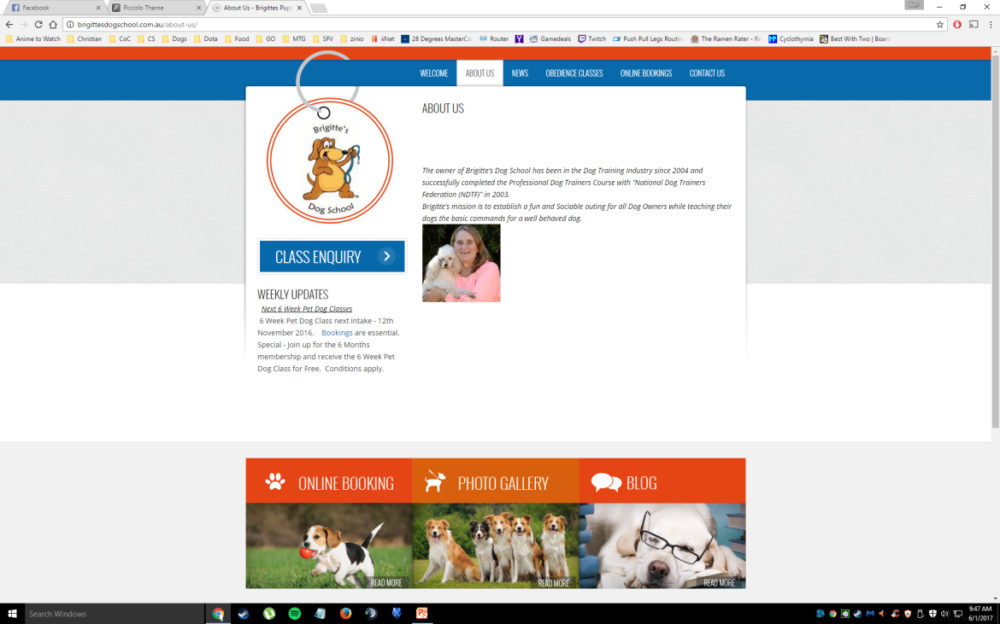 Facebook
Piccolo Theme
About Us - Brigittes Pup
Ben
brigittesdogschool.com.au/about-us/
Anime to Watch
Christian
CoC
CS
Dogs
Dota
Food
GO
MTG
SFV
zinio
iiNet
28 Degrees MasterCa
Router
Gamedeals
Twitch
Push Pull Legs Routin
The Ramen Rater - Re
Cyclothymia
Best With Two | Board
WELCOME
ABOUT US
NEWS
OBEDIENCE CLASSES
ONLINE BOOKINGS
CONTACT US
Brigitte's
Dog School
CLASS ENQUIRY
WEEKLY UPDATES
Next 6 Week Pet Dog Classes
6 Week Pet Dog Class next intake - 12th
November 2016. Bookings are essential.
Special - Join up for the 6 Months
membership and receive the 6 Week Pet
Dog Class for Free. Conditions apply.
ABOUT US
The owner of Brigitte's Dog School has been in the Dog Training Industry since 2004 and
successfully completed the Professional Dog Trainers Course with "National Dog Trainers
Federation (NDTF)" in 2003.
Brigitte's mission is to establish a fun and Sociable outing for all Dog Owners while teaching their
dogs the basic commands for a well behaved dog.
ONLINE BOOKING
PHOTO GALLERY
BLOG
READ MORE
READ MORE
READ MORE
Search Windows
9:47 AM
6/1/2017